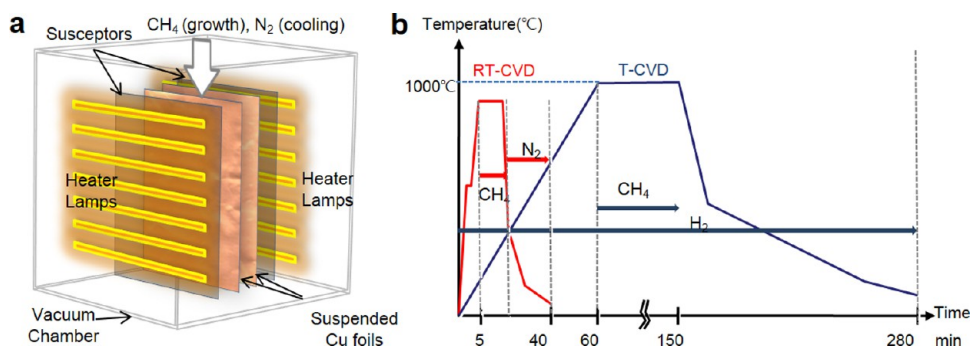 a
CH₄ (growth), N₂ (cooling)
Susceptors
Heater
Lamps
Heater
Lamps
Vacuum
Chamber
Suspended
Cu foils
b
Temperature(℃)
RT-CVD
T-CVD
1000℃
N₂
CH₄
CH₄
H₂
Time
5
40
60
150
280
min